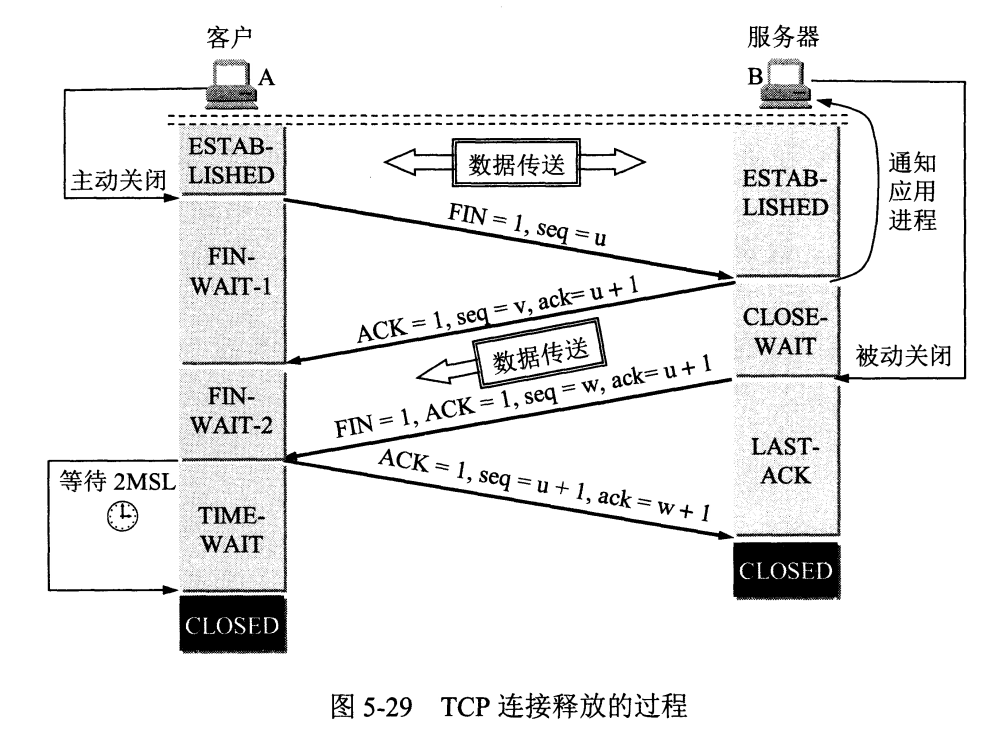 客户
服务器
A
B
ESTAB-
LISHED
数据传送
主动关闭
ESTAB-
LISHED
通知
应用
进程
FIN = 1, seq = u
FIN-
WAIT-1
ACK = 1, seq = v, ack= u + 1
CLOSE-
WAIT
数据传送
被动关闭
FIN-
WAIT-2
FIN = 1, ACK = 1, seq = w, ack= u + 1
LAST-
ACK
等待 2MSL
ACK = 1, seq = u + 1, ack = w + 1
TIME-
WAIT
CLOSED
CLOSED
图 5-29 TCP 连接释放的过程